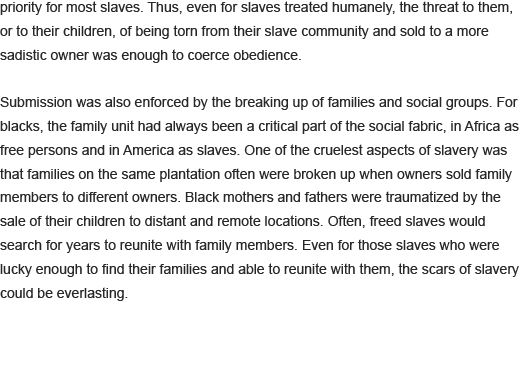 priority for most slaves. Thus, even for slaves treated humanely, the threat to them,
or to their children, of being torn from their slave community and sold to a more
sadistic owner was enough to coerce obedience.
Submission was also enforced by the breaking up of families and social groups. For
blacks, the family unit had always been a critical part of the social fabric, in Africa as
free persons and in America as slaves. One of the cruelest aspects of slavery was
that families on the same plantation often were broken up when owners sold family
members to different owners. Black mothers and fathers were traumatized by the
sale of their children to distant and remote locations. Often, freed slaves would
search for years to reunite with family members. Even for those slaves who were
lucky enough to find their families and able to reunite with them, the scars of slavery
could be everlasting.